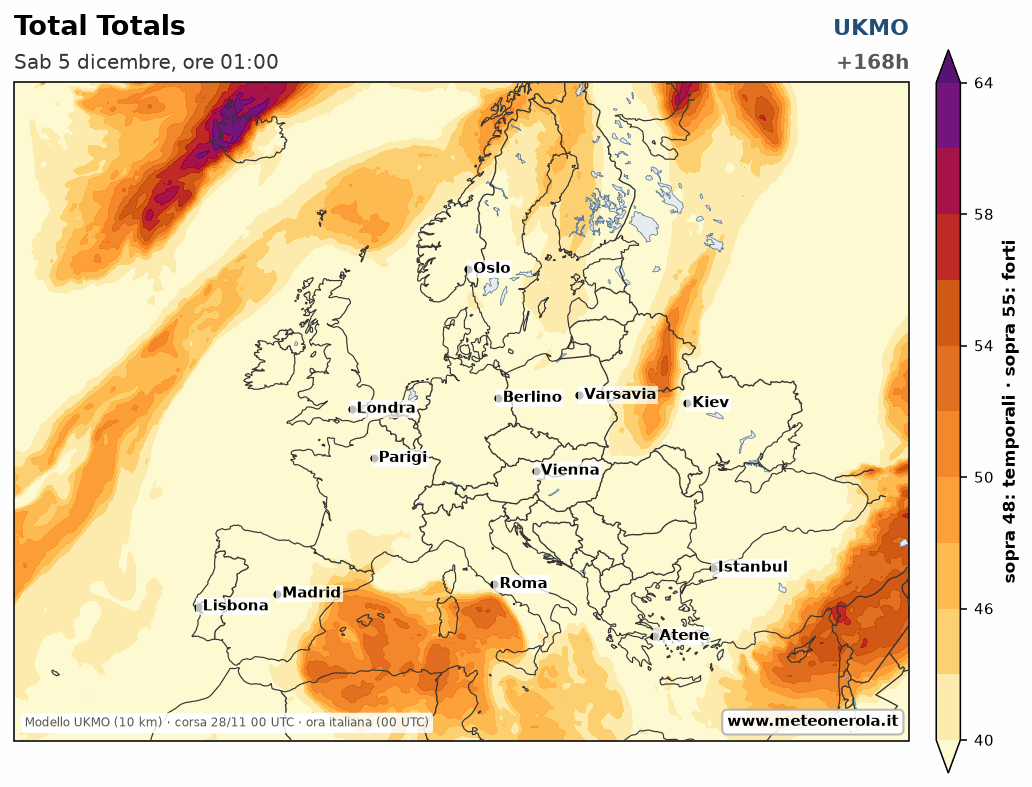 Total Totals
UKMO
Sab 5 dicembre, ore 01:00
+168h
64
58
54
50
46
40
sopra 48: temporali · sopra 55: forti
Oslo
Berlino
Varsavia
Kiev
Londra
Parigi
Vienna
Istanbul
Roma
Madrid
Lisbona
Atene
Modello UKMO (10 km) · corsa 28/11 00 UTC · ora italiana (00 UTC)
www.meteonerola.it